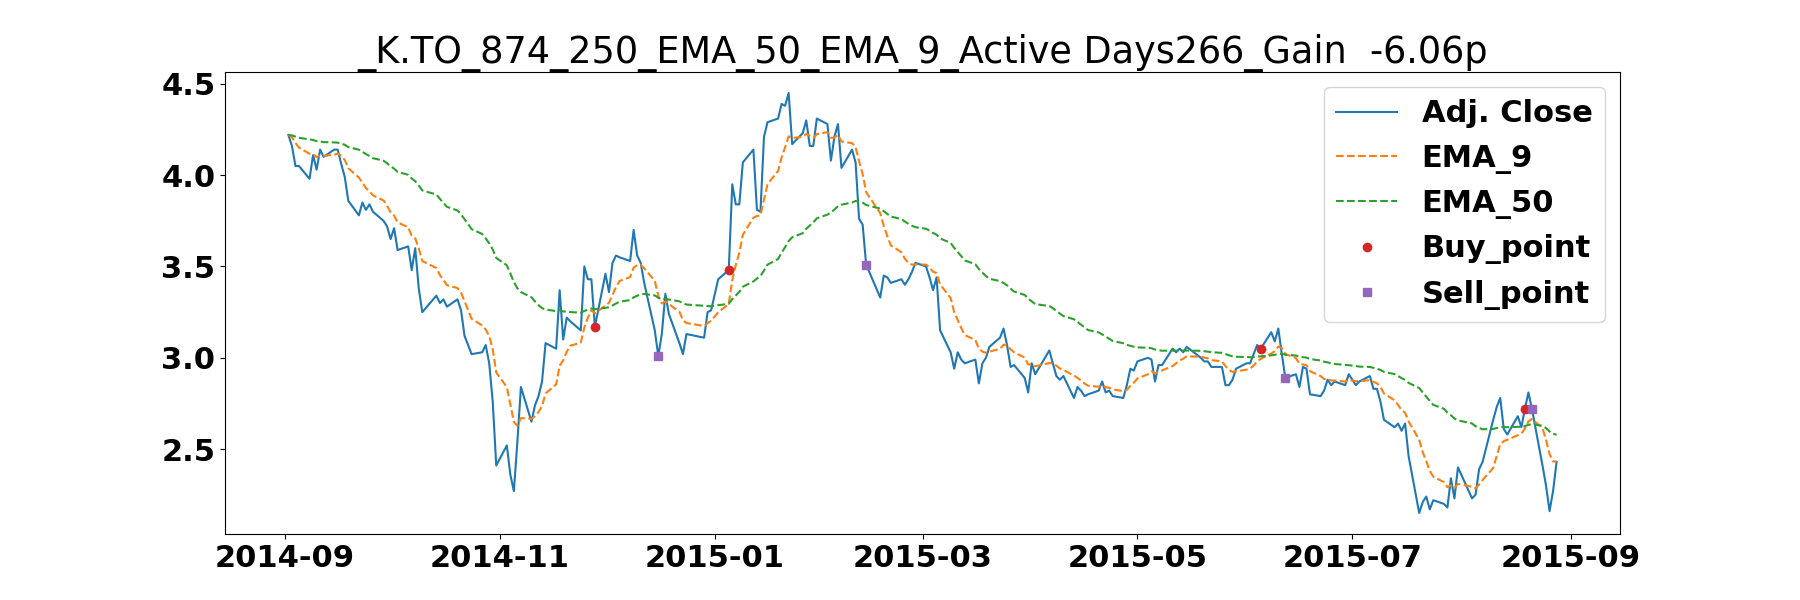 _K.TO_874_250_EMA_50_EMA_9_Active Days266_Gain  -6.06p
4.5
4.0
3.5
3.0
2.5
Adj. Close
EMA_9
EMA_50
Buy_point
Sell_point
2014-09
2014-11
2015-01
2015-03
2015-05
2015-07
2015-09